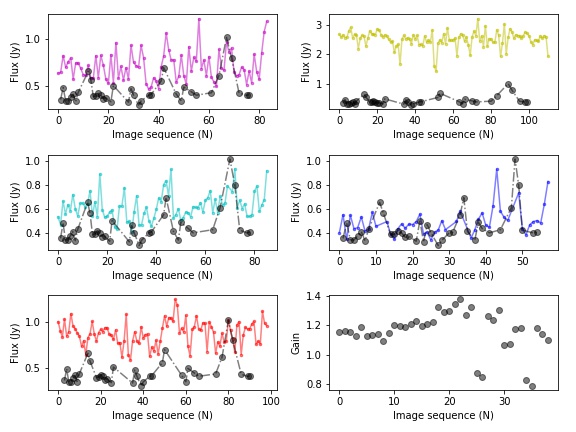 Flux (Jy)
1.0
0.5
0 20 40 60 80
Image sequence (N)
Flux (Jy)
3
2
1
0 20 40 60 80 100
Image sequence (N)
Flux (Jy)
1.0
0.8
0.6
0.4
0 20 40 60 80
Image sequence (N)
Flux (Jy)
1.0
0.8
0.6
0.4
0 10 20 30 40 50
Image sequence (N)
Flux (Jy)
1.0
0.5
0 20 40 60 80 100
Image sequence (N)
Gain
1.4
1.2
1.0
0.8
0 10 20 30
Image sequence (N)